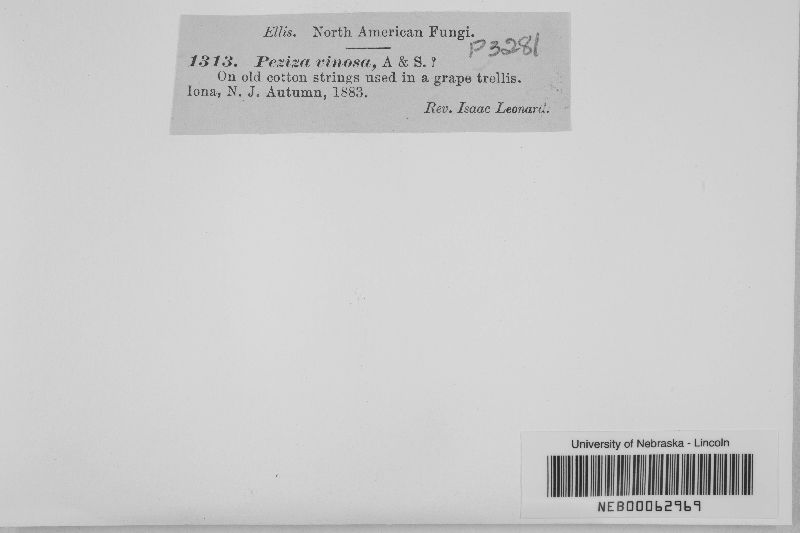 Ellis. North American Fungi.
P3281
1313. Peziza vinosa, A & S. ?
On old cotton strings used in a grape trellis.
Iona, N. J. Autumn, 1883.
Rev. Isaac Leonard.
University of Nebraska - Lincoln
NEB00062969